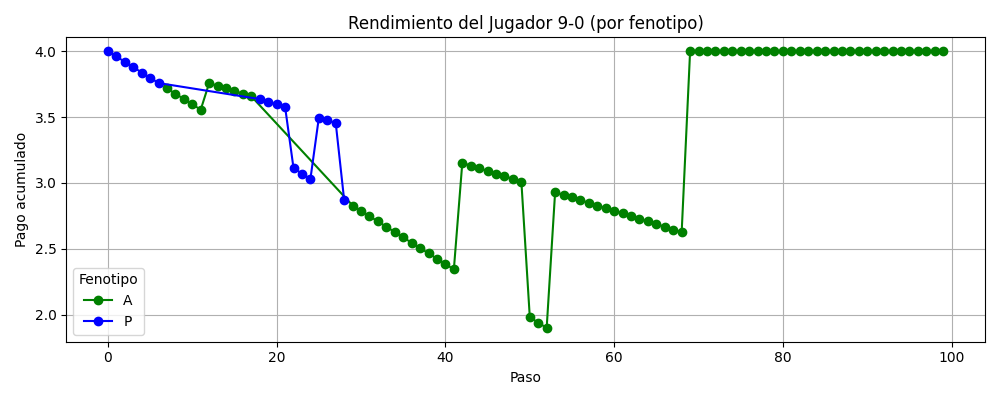 Rendimiento del Jugador 9-0 (por fenotipo)
Pago acumulado
4.0
3.5
3.0
2.5
2.0
Fenotipo
A
P
0 20 40 60 80 100
Paso